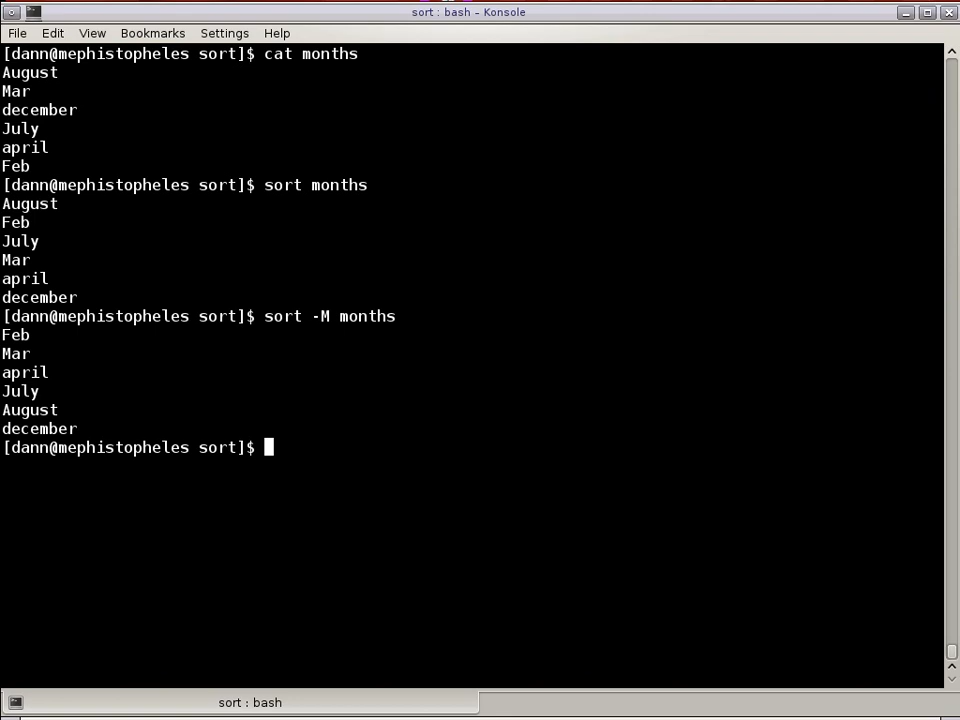 sort : bash - Konsole
File Edit View Bookmarks Settings Help
[dann@mephistopheles sort]$ cat months
August
Mar
december
July
april
Feb
[dann@mephistopheles sort]$ sort months
August
Feb
July
Mar
april
december
[dann@mephistopheles sort]$ sort -M months
Feb
Mar
april
July
August
december
[dann@mephistopheles sort]$
sort : bash